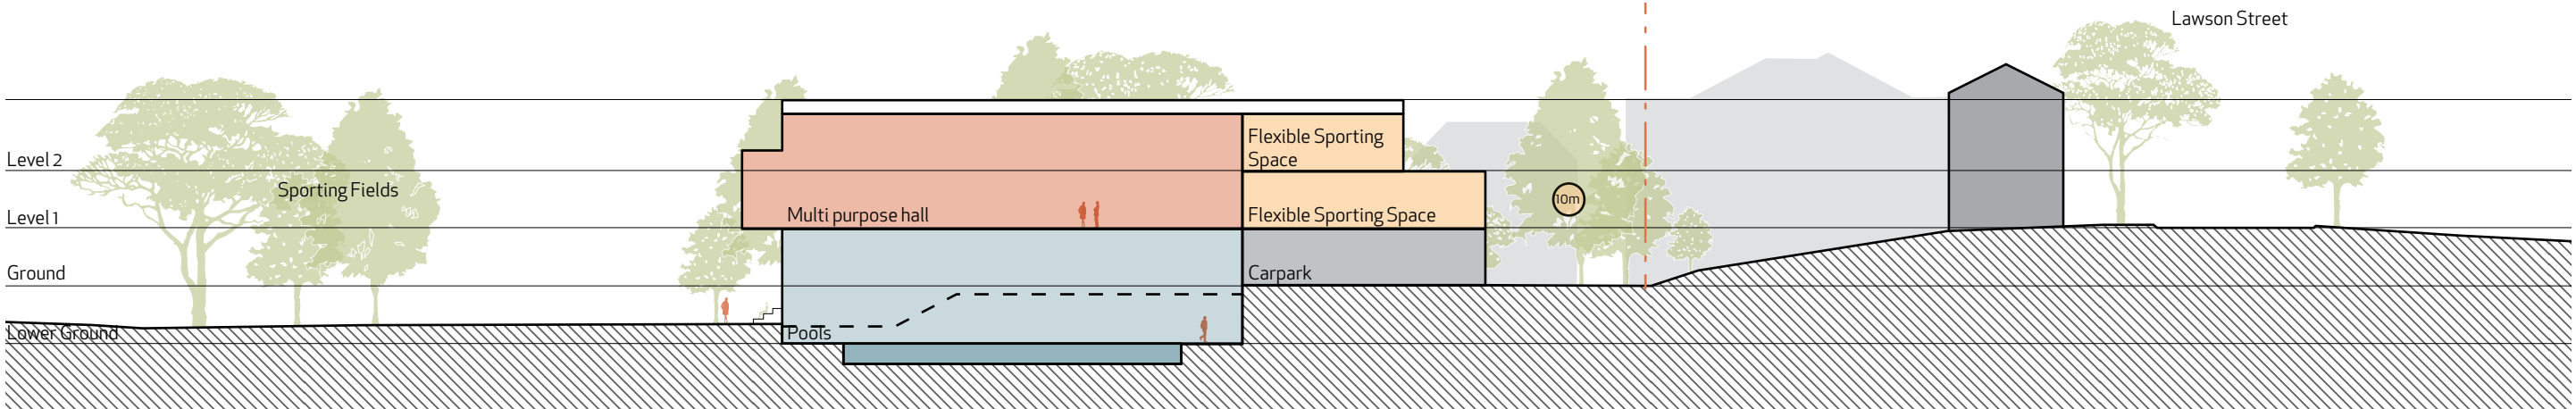 Lawson Street
Flexible Sporting
Space
Level 2
Sporting Fields
10m
Level 1
Multi purpose hall
Flexible Sporting Space
Ground
Carpark
Lower Ground
Pools